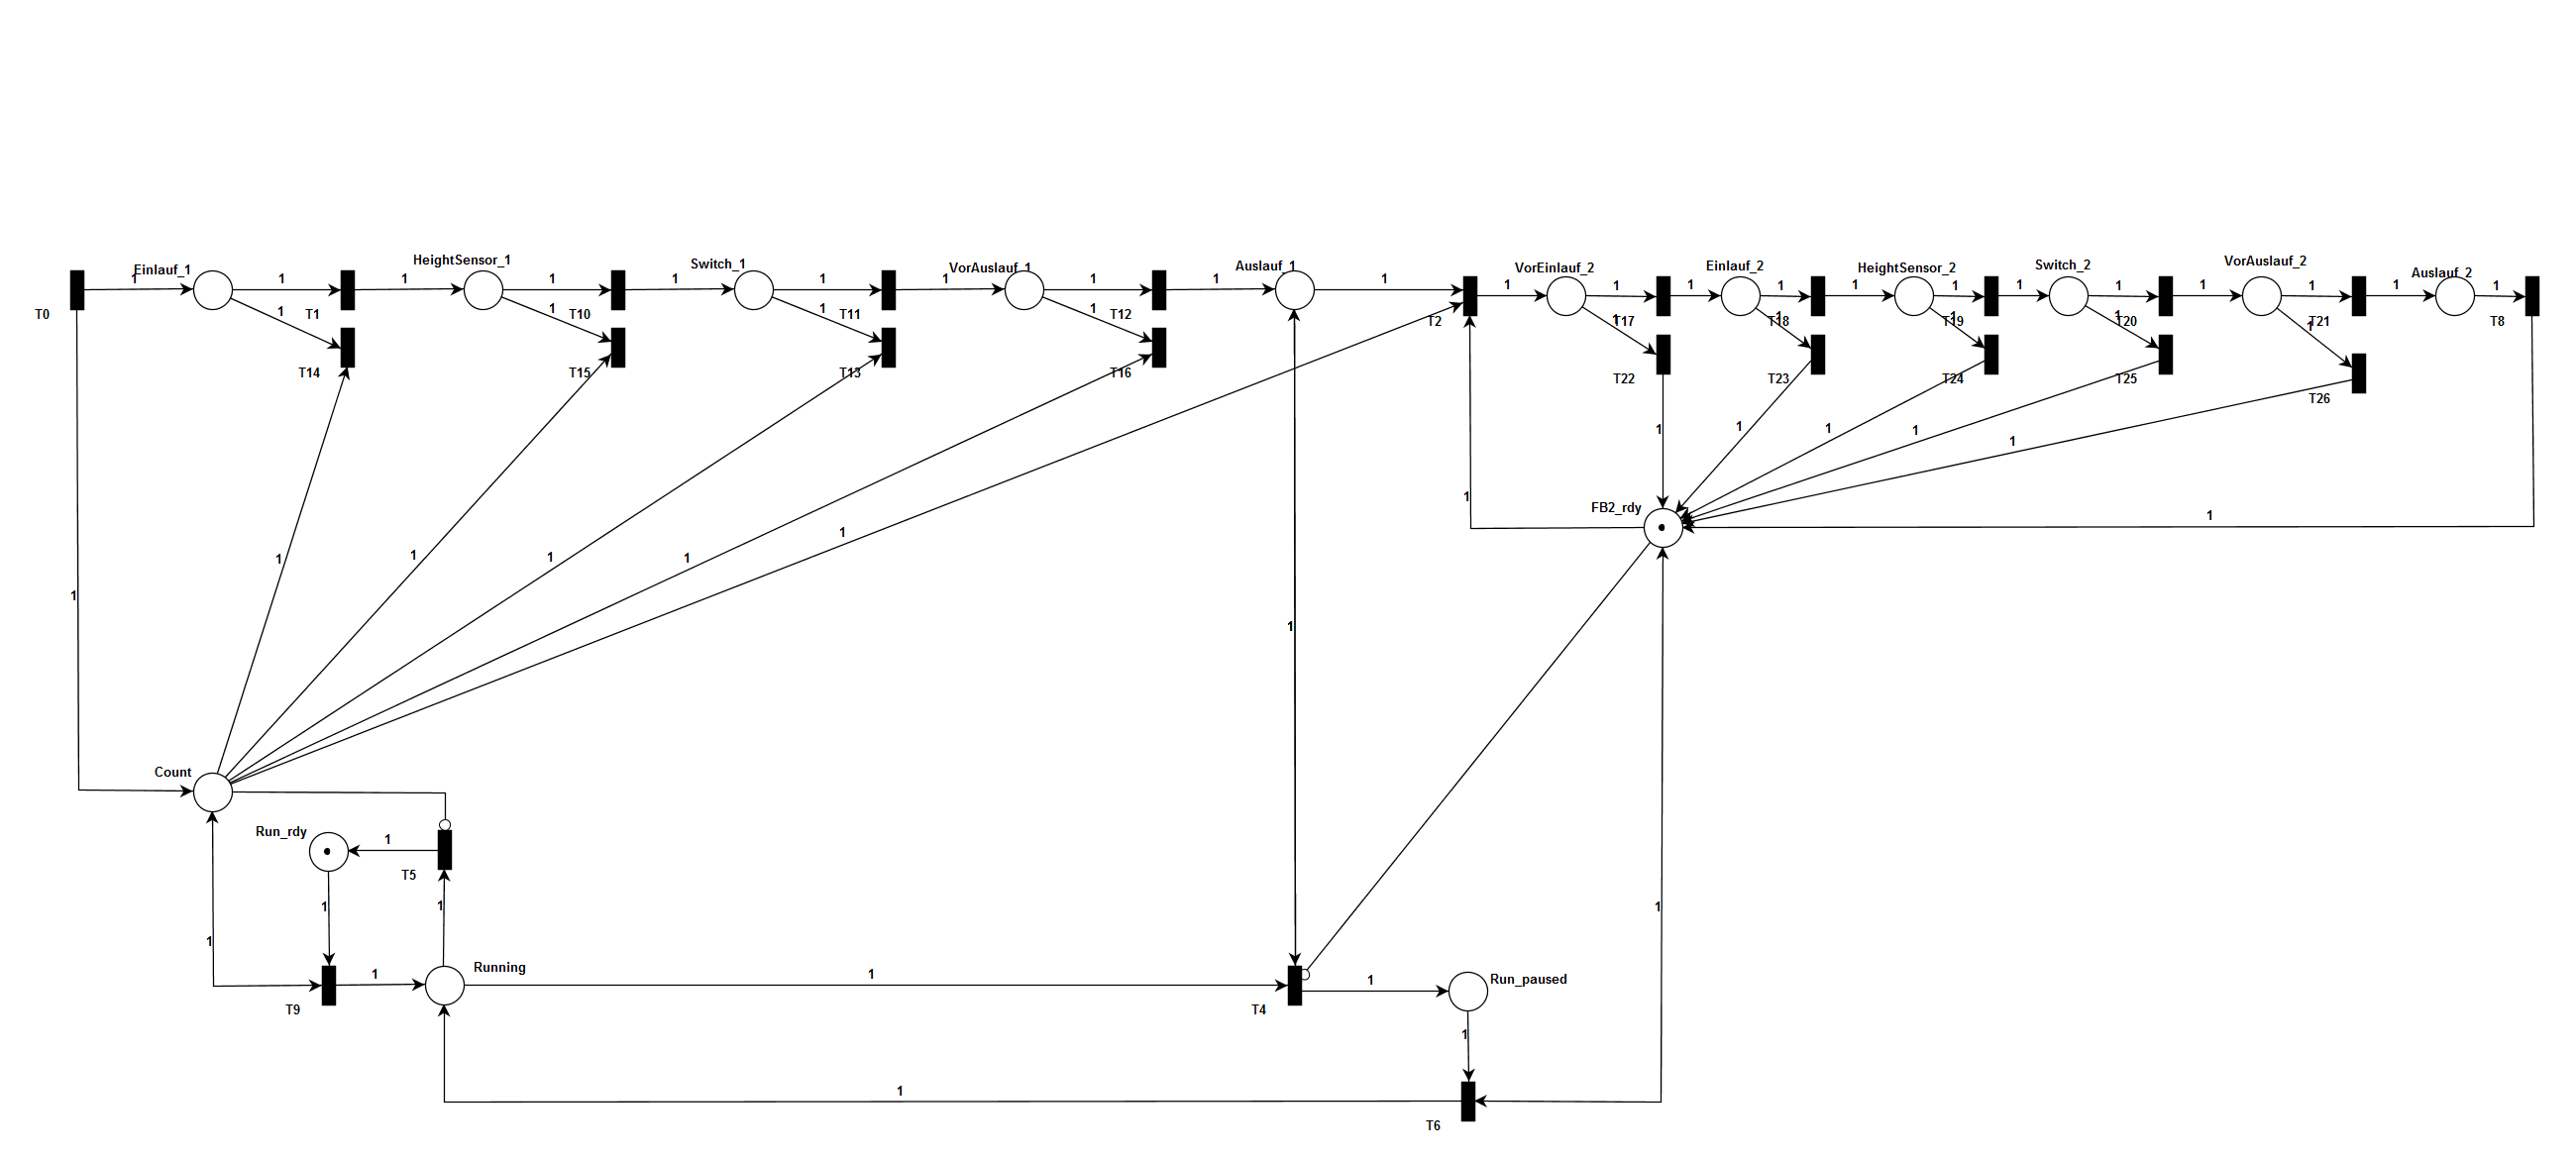 Einlauf_1
HeightSensor_1
Switch_1
VorAuslauf_1
Auslauf_1
VorEinlauf_2
Einlauf_2
HeightSensor_2
Switch_2
VorAuslauf_2
Auslauf_2
1 1 1 1 1 1 1 1 1 1 1 1 1 1 1 1 1 1 1 1 1
T0 T1 T10 T11 T12 T2 T17 T18 T19 T20 T21 T8
1 1 1 1 1 1 1 1 1
T14 T15 T13 T16 T22 T23 T24 T25 T26
1 1 1 1 1
FB2_rdy
1 1
1 1 1 1 1
1
1
Count
Run_rdy
1
T5
1 1 1
1
Running
1 1 1
Run_paused
T9 T4
1
1
T6